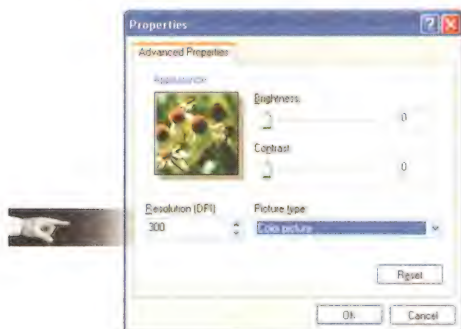 Properties
Advanced Properties
Appearance
Brightness
0
Contrast
0
Resolution (DPI)
300
Picture type
Color picture
Reset
OK
Cancel